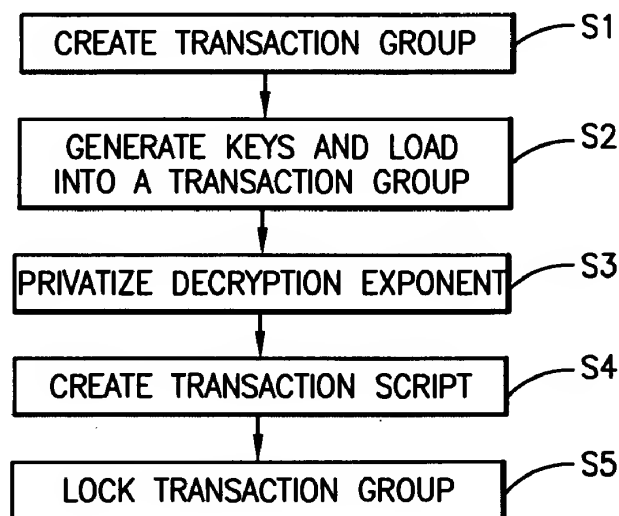 CREATE TRANSACTION GROUP
S1
GENERATE KEYS AND LOAD
INTO A TRANSACTION GROUP
S2
PRIVATIZE DECRYPTION EXPONENT
S3
CREATE TRANSACTION SCRIPT
S4
LOCK TRANSACTION GROUP
S5